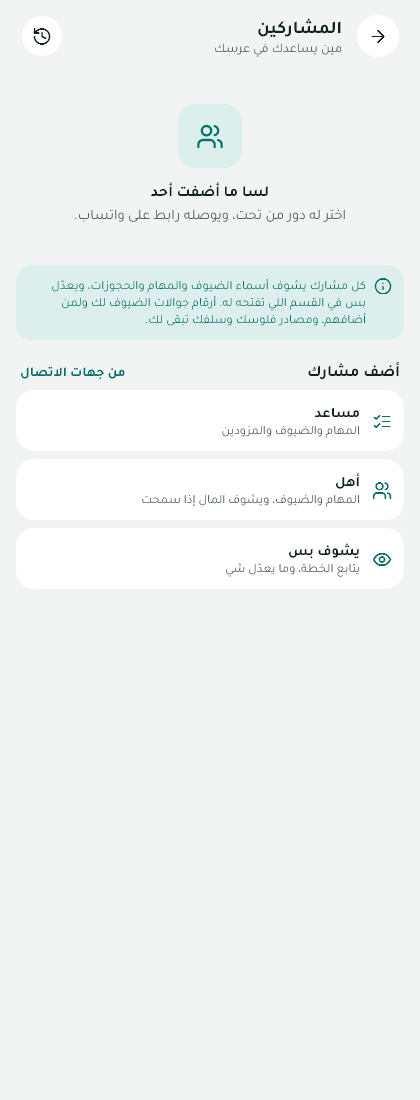 المشاركين
مين يساعدك في عرسك
لسا ما أضفت أحد
اختر له دور من تحت، ويوصله رابط على واتساب.
كل مشارك يشوف أسماء الضيوف والمهام والحجوزات، ويعدّل
بس في القسم اللي تفتحه له. أرقام جوالات الضيوف لك ولمن
أضافهم، ومصادر فلوسك وسلفك تبقى لك.
أضف مشارك
من جهات الاتصال
مساعد
المهام والضيوف والمزودين
أهل
المهام والضيوف، ويشوف المال إذا سمحت
يشوف بس
يتابع الخطة، وما يعدّل شي